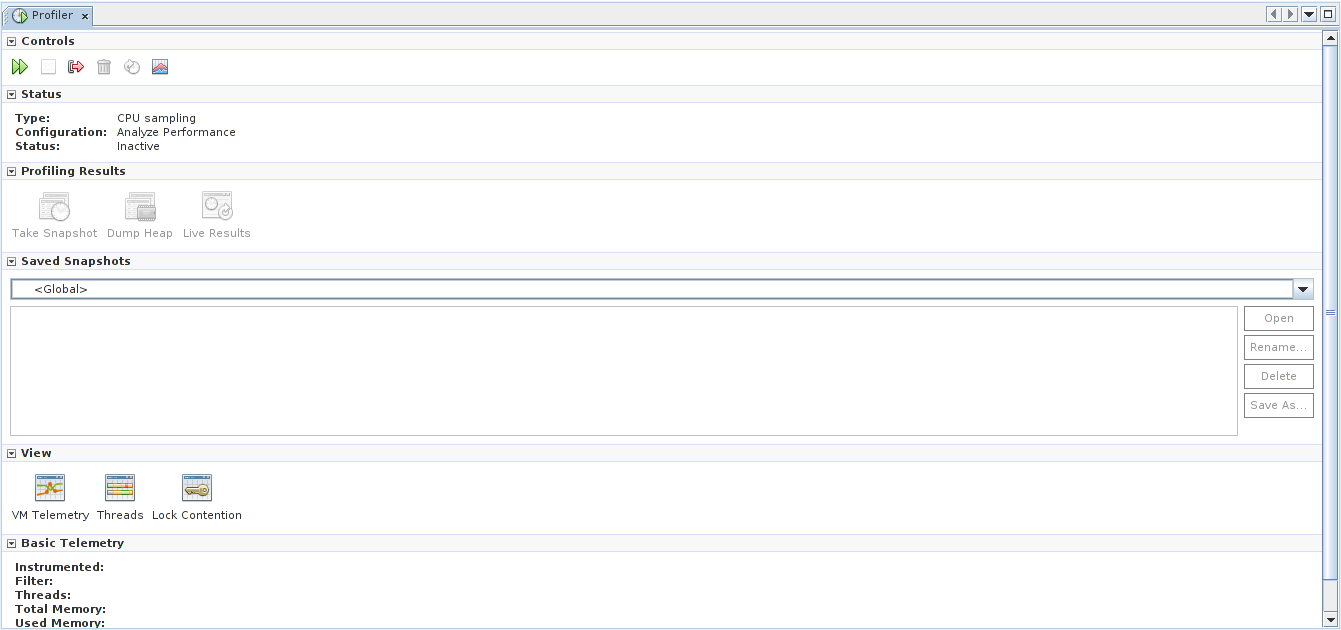 Profiler
Controls
Status
Type: CPU sampling
Configuration: Analyze Performance
Status: Inactive
Profiling Results
Take Snapshot Dump Heap Live Results
Saved Snapshots
<Global>
Open
Rename...
Delete
Save As...
View
VM Telemetry Threads Lock Contention
Basic Telemetry
Instrumented:
Filter:
Threads:
Total Memory:
Used Memory: